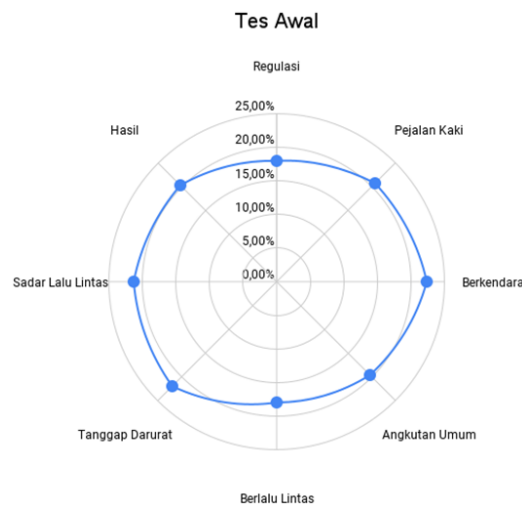 Tes Awal
Regulasi
25,00%
Hasil
Pejalan Kaki
20,00%
15,00%
10,00%
5,00%
0,00%
Sadar Lalu Lintas
Berkendara
Tanggap Darurat
Angkutan Umum
Berlalu Lintas